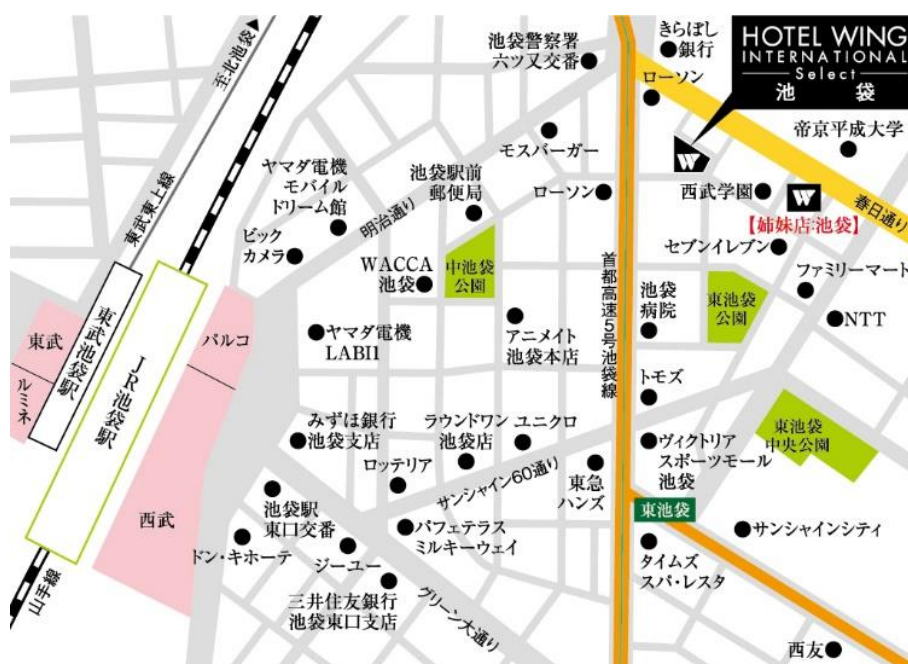 至北池袋
東武東上線
池袋警察署
六ツ又交番
きらぼし
銀行
HOTEL WING
INTERNATIONAL
Select
池 袋
ローソン
帝京平成大学
モスバーガー
ヤマダ電機
モバイル
ドリーム館
池袋駅前
郵便局
ローソン
西武学園
W
W
春日通り
【姉妹店:池袋】
明治通り
ビック
カメラ
セブンイレブン
WACCA
池袋
中池袋
公園
首都高速5号池袋線
池袋
病院
東池袋
公園
ファミリーマート
NTT
東武
ルミネ
東武池袋駅
JR池袋駅
パルコ
ヤマダ電機
LABI1
アニメイト
池袋本店
トモズ
みずほ銀行
池袋支店
ラウンドワン
池袋店
ユニクロ
東池袋
中央公園
ロッテリア
サンシャイン60通り
東急
ハンズ
ヴィクトリア
スポーツモール
池袋
西武
池袋駅
東口交番
パフェテラス
ミルキーウェイ
東池袋
サンシャインシティ
ドン・キホーテ
ジーユー
タイムズ
スパ・レスタ
山手線
三井住友銀行
池袋東口支店
グリーン大通り
西友